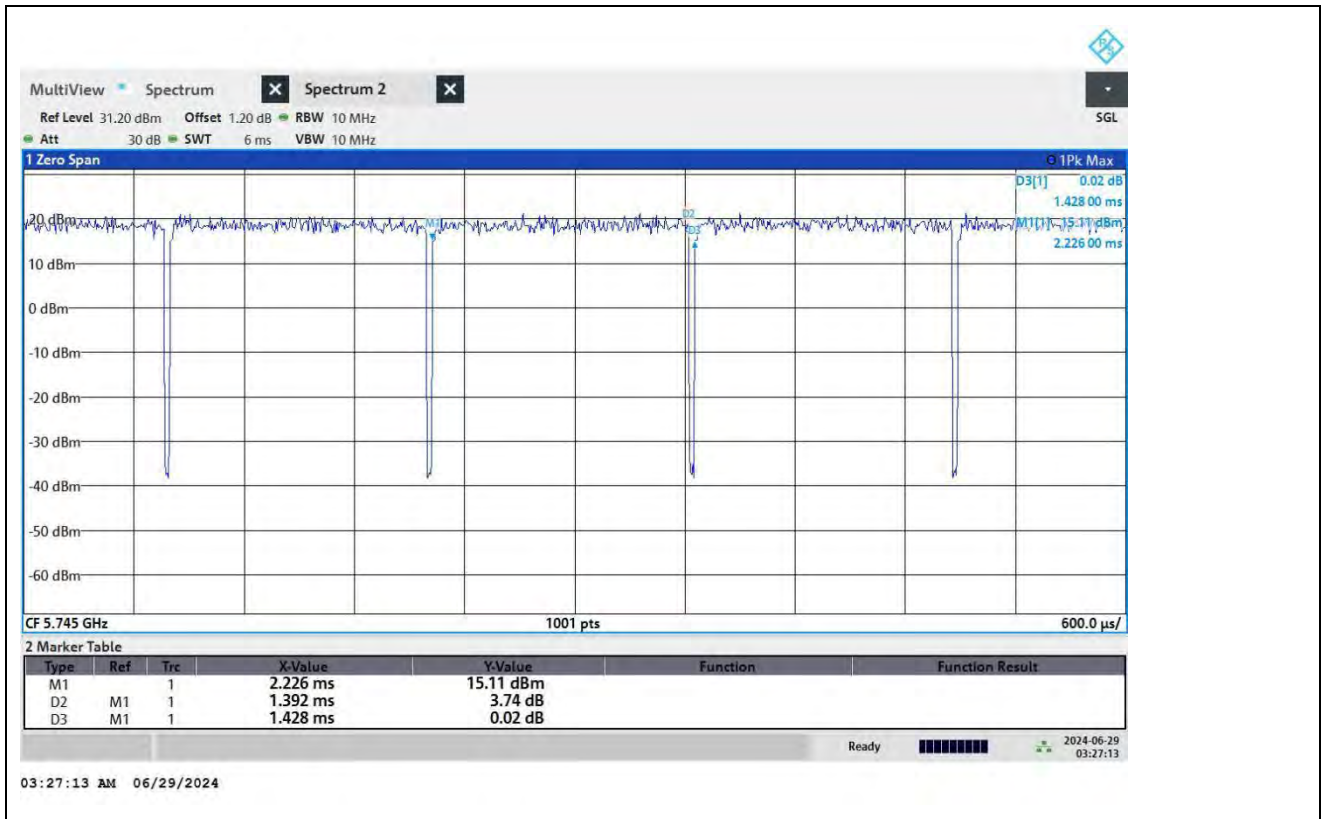 R&S
MultiView Spectrum X Spectrum 2 X
Ref Level 31.20 dBm Offset 1.20 dB RBW 10 MHz SGL
Att 30 dB SWT 6 ms VBW 10 MHz
1 Zero Span 1Pk Max
D3[1] 0.02 dB
1.428 00 ms
20 dBm M1 D2 M1[1] 15.11 dBm
D3
2.226 00 ms
10 dBm
0 dBm
-10 dBm
-20 dBm
-30 dBm
-40 dBm
-50 dBm
-60 dBm
CF 5.745 GHz 1001 pts 600.0 µs/
2 Marker Table
Type Ref Trc X-Value Y-Value Function Function Result
M1 1 2.226 ms 15.11 dBm
D2 M1 1 1.392 ms 3.74 dB
D3 M1 1 1.428 ms 0.02 dB
Ready 2024-06-29
03:27:13
03:27:13 AM 06/29/2024